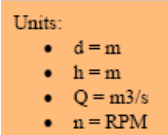 Units:
• d = m
• h = m
• Q = m3/s
• n = RPM